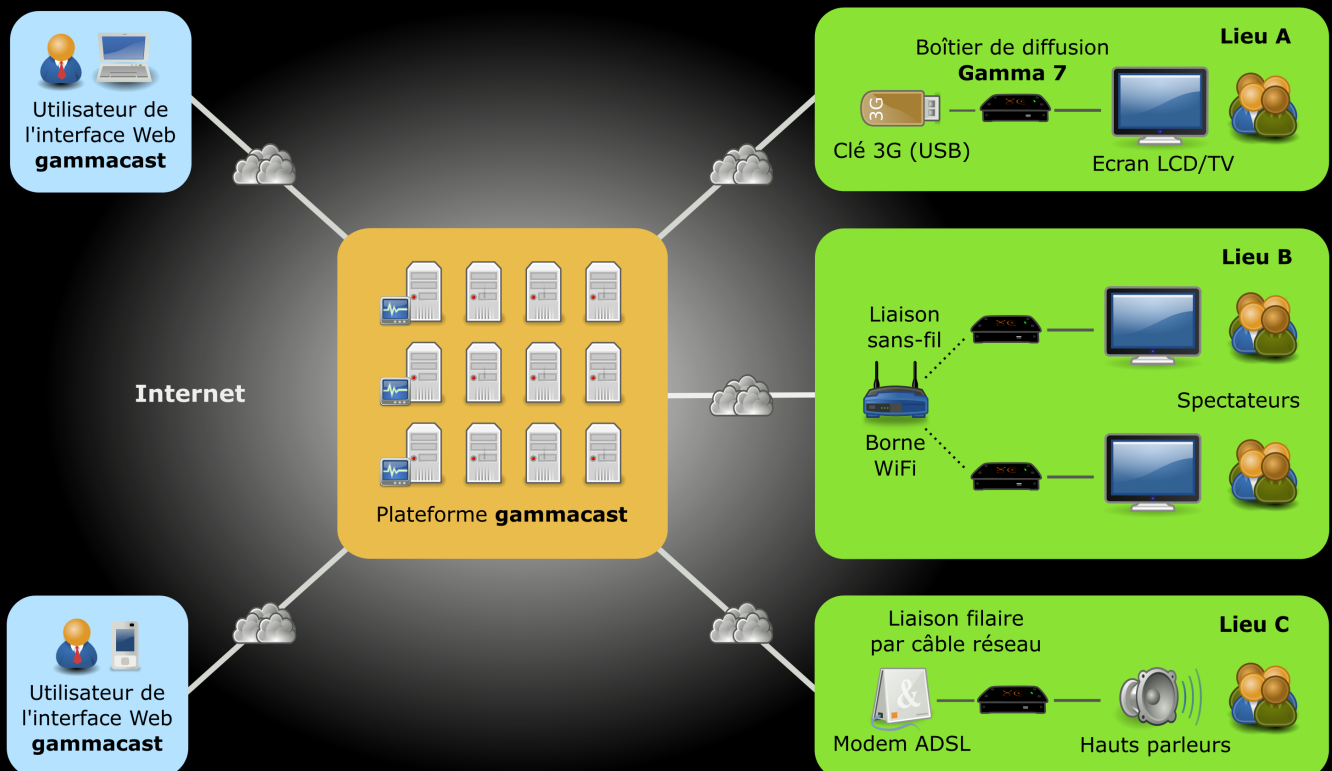 Utilisateur de
l'interface Web
gammacast
Internet
Utilisateur de
l'interface Web
gammacast
Plateforme gammacast
Lieu A
Boîtier de diffusion
Gamma 7
3G
Clé 3G (USB)
Ecran LCD/TV
Lieu B
Liaison
sans-fil
Borne
WiFi
Spectateurs
Lieu C
Liaison filaire
par câble réseau
&
Modem ADSL
Hauts parleurs